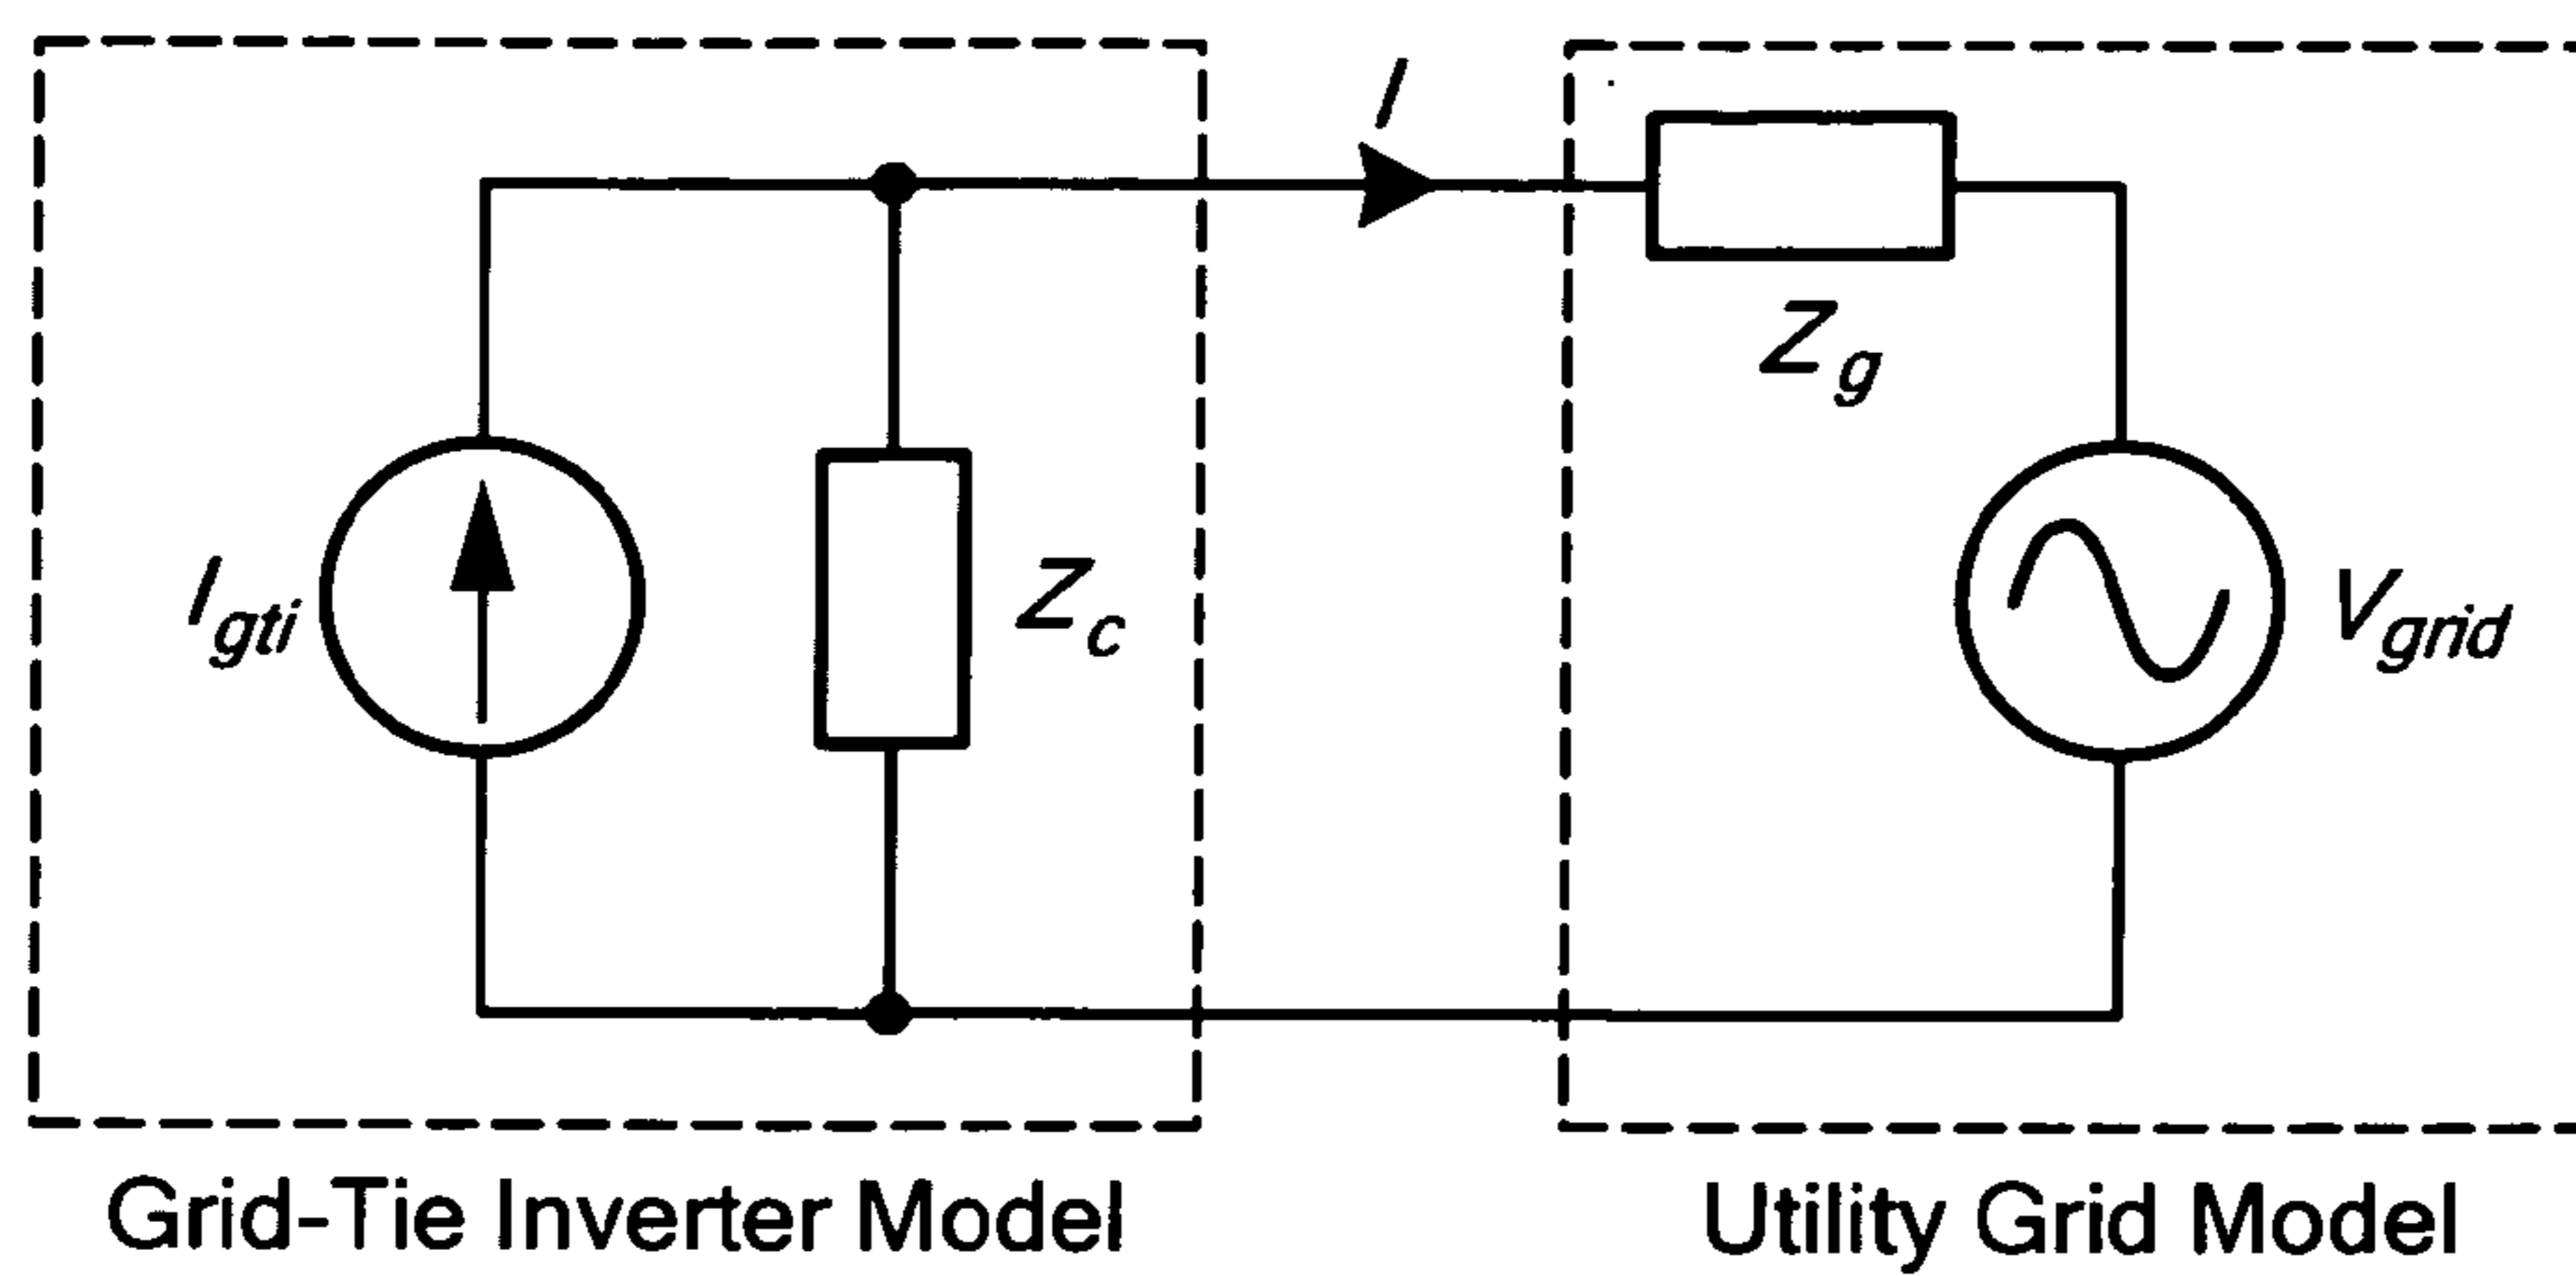 I
Z_g
I_gti
Z_c
V_grid
Grid-Tie Inverter Model
Utility Grid Model